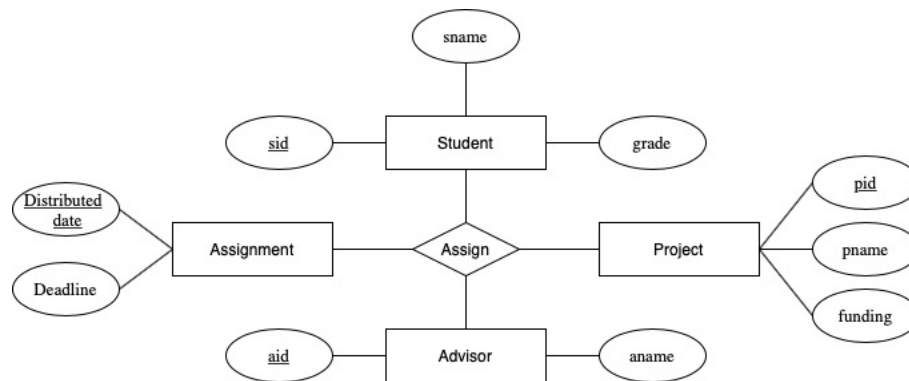 sname
sid
Student
grade
Distributed
date
pid
Assignment
Assign
Project
pname
Deadline
funding
aid
Advisor
aname